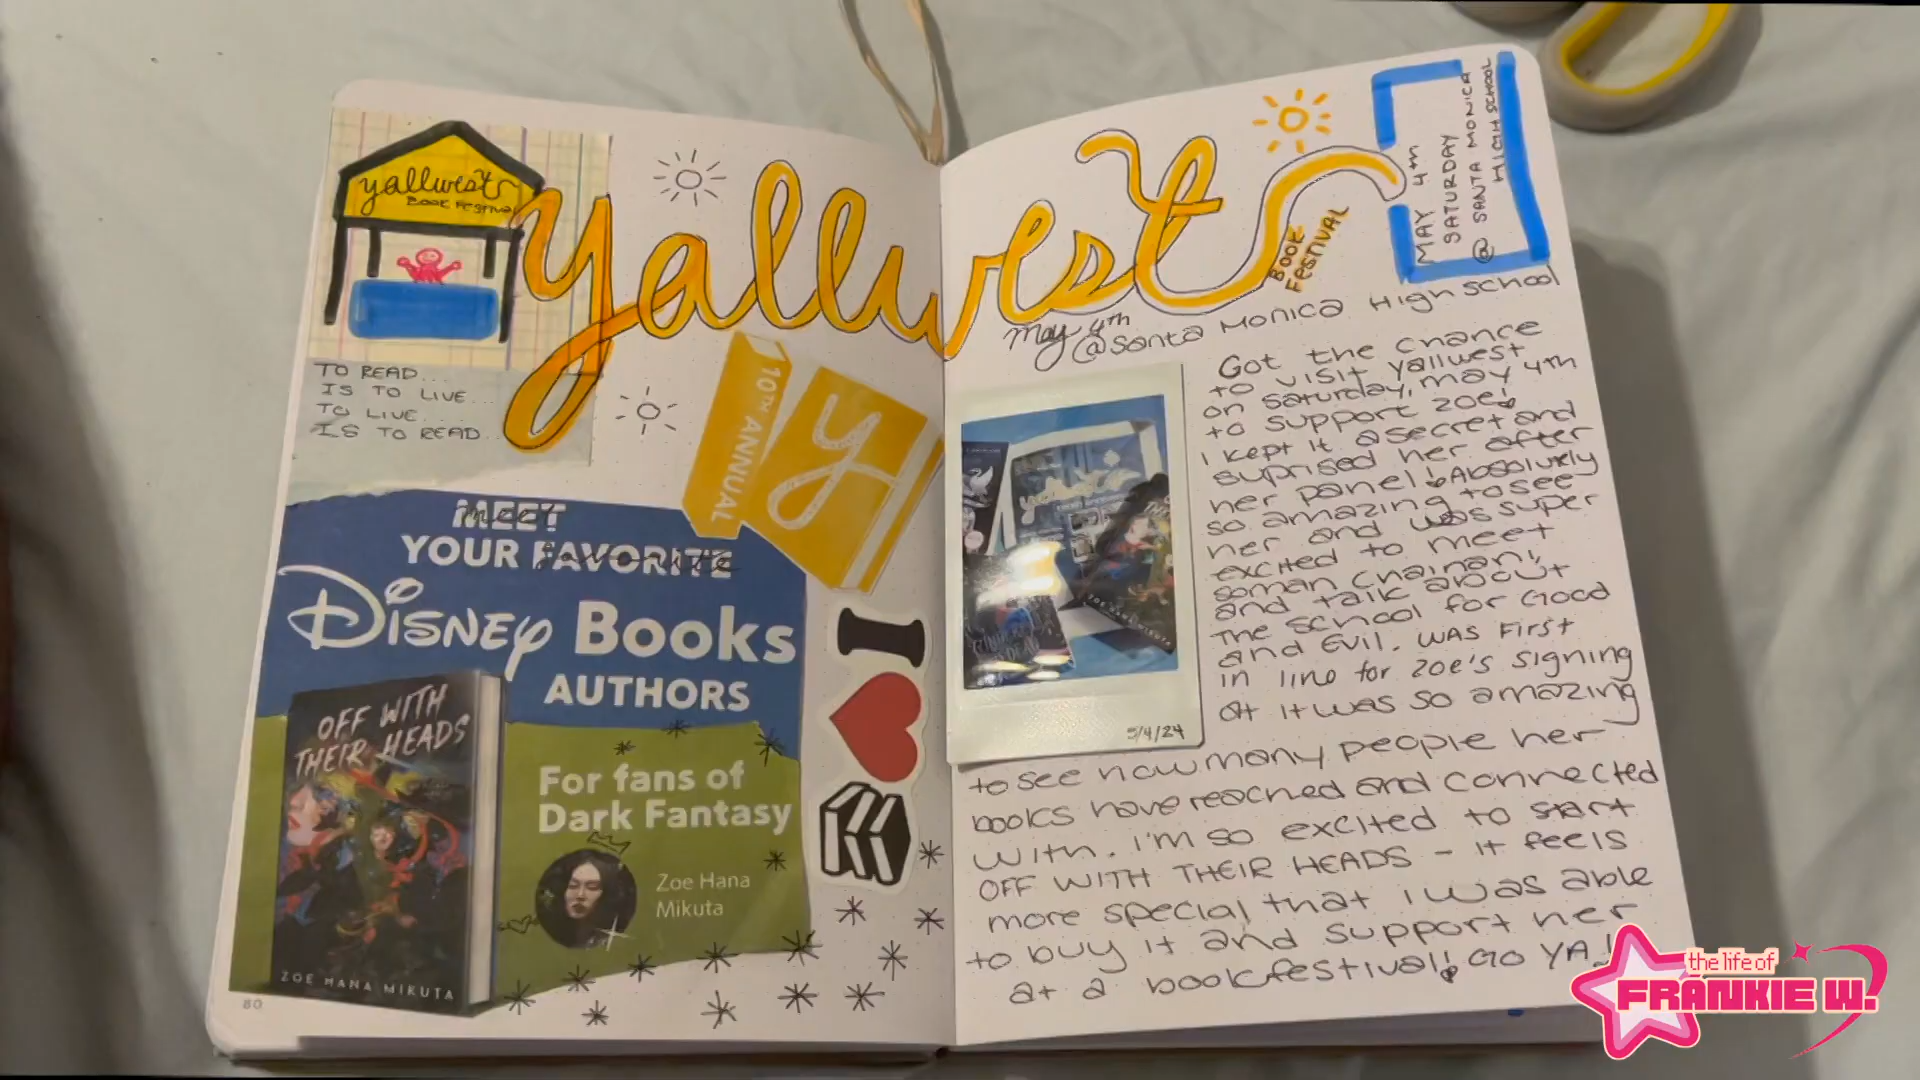 yallwest
BOOK FESTIVAL
TO READ...
IS TO LIVE...
TO LIVE...
IS TO READ...
yallwest
BOOK
FESTIVAL
MAY 4th
SATURDAY
@ SANTA MONICA
HIGH SCHOOL
10TH ANNUAL
y
MEET
meet
YOUR FAVORITE
favorite
DISNEY Books
AUTHORS
OFF WITH
THEIR HEADS
ZOE HANA MIKUTA
For fans of
Dark Fantasy
Zoe Hana
Mikuta
I
80
May 4th
@Santa Monica High School
5/4/24
Got the chance
to visit yallwest
on Saturday, May 4th
to support Zoe!
I kept it a secret and
suprised her after
her panel! Absolutely
so amazing to see
her and was super
excited to meet
Soman Chainani,
and talk about
The School for Good
and Evil. Was First
in line for Zoe's signing
it was so amazing
to see how many people her
books have reached and connected
with. I'm so excited to start
OFF WITH THEIR HEADS - it feels
more special that I was able
to buy it and support her
at a book festival! GO YA!
the life of
FRANKIE W.